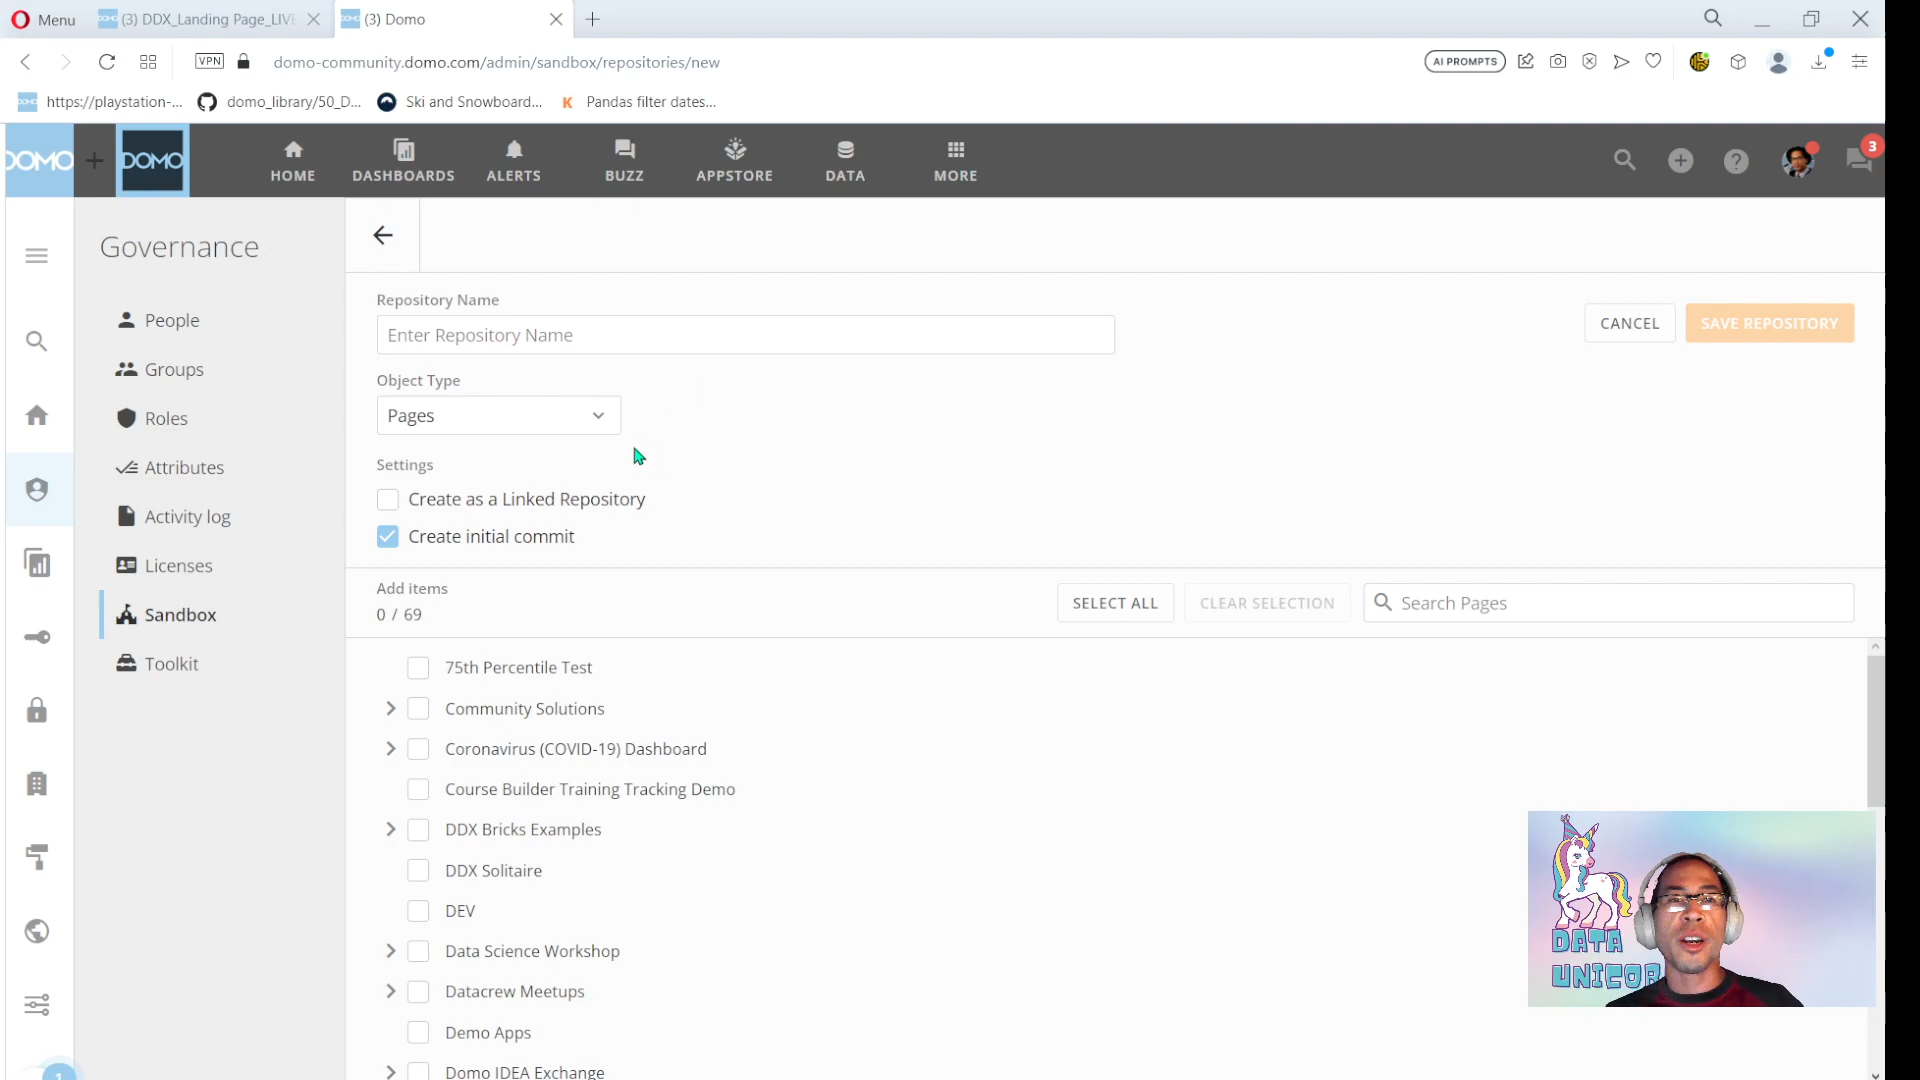 Menu
(3) DDX_Landing Page_LIVE
(3) Domo
VPN
domo-community.domo.com/admin/sandbox/repositories/new
AI PROMPTS
https://playstation-...
domo_library/50_D...
Ski and Snowboard...
K
Pandas filter dates...
DOMO
+
DOMO
HOME
DASHBOARDS
ALERTS
BUZZ
APPSTORE
DATA
MORE
3
Governance
People
Groups
Roles
Attributes
Activity log
Licenses
Sandbox
Toolkit
1
Repository Name
Enter Repository Name
CANCEL
SAVE REPOSITORY
Object Type
Pages
Settings
Create as a Linked Repository
Create initial commit
Add items
0 / 69
SELECT ALL
CLEAR SELECTION
Search Pages
75th Percentile Test
Community Solutions
Coronavirus (COVID-19) Dashboard
Course Builder Training Tracking Demo
DDX Bricks Examples
DDX Solitaire
DEV
Data Science Workshop
Datacrew Meetups
Demo Apps
Domo IDEA Exchange
DATA
UNICOR